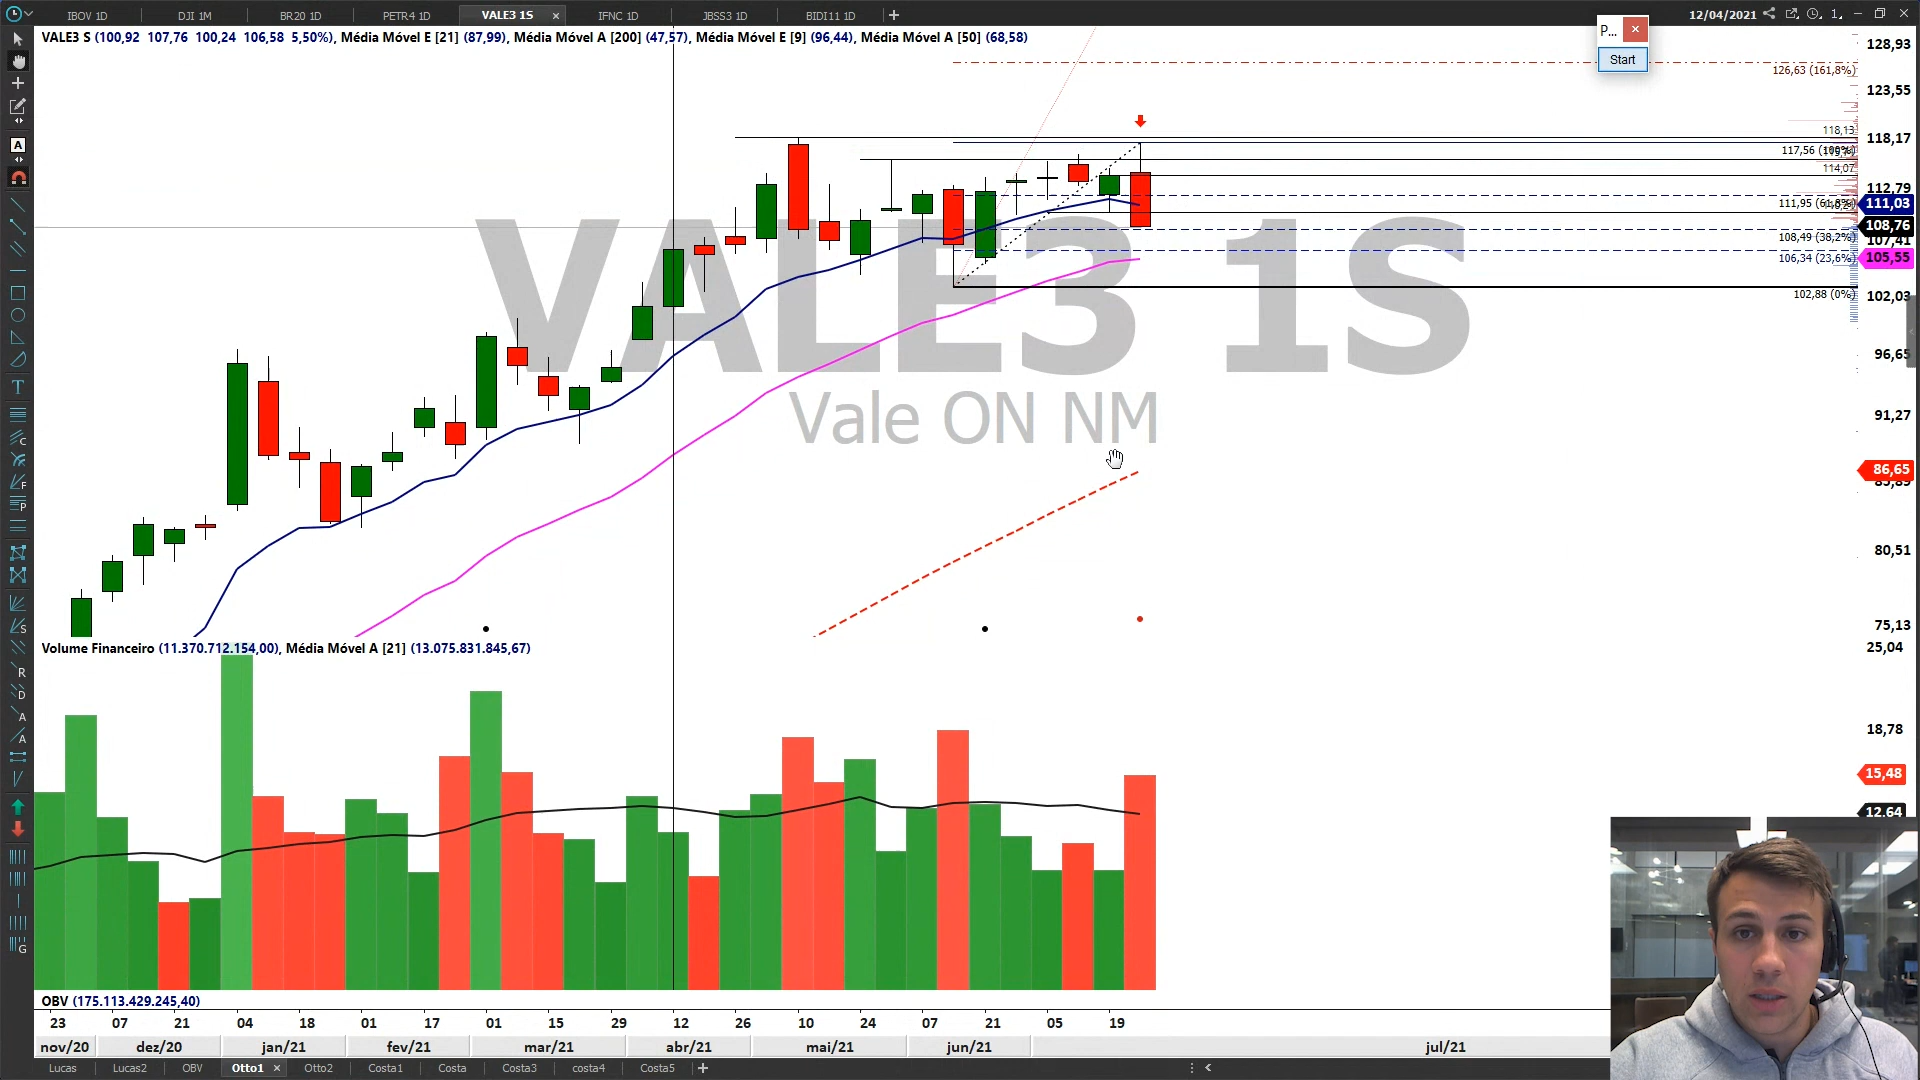 IBOV 1D DJI 1M BR20 1D PETR4 1D VALE3 1S × IFNC 1D JBSS3 1D BIDI11 1D + 12/04/2021 1
VALE3 S (100,92 107,76 100,24 106,58 5,50%), Média Móvel E [21] (87,99), Média Móvel A [200] (47,57), Média Móvel E [9] (96,44), Média Móvel A [50] (68,58)
P... ×
Start
128,93
126,63 (161,8%)
123,55
118,13
118,17
117,56 (100%)
114,07
112,79
111,95 (61,8%)
111,03
108,76
108,49 (38,2%)
107,41
106,34 (23,6%)
105,55
102,88 (0%)
102,03
VALE3 1S
Vale ON NM
96,65
91,27
86,65
80,51
75,13
Volume Financeiro (11.370.712.154,00), Média Móvel A [21] (13.075.831.845,67)
25,04
18,78
15,48
12,64
OBV (175.113.429.245,40)
23 07 21 04 18 01 17 01 15 29 12 26 10 24 07 21 05 19
nov/20 dez/20 jan/21 fev/21 mar/21 abr/21 mai/21 jun/21 jul/21
Lucas Lucas2 OBV Otto1 × Otto2 Costa1 Costa Costa3 costa4 Costa5 +